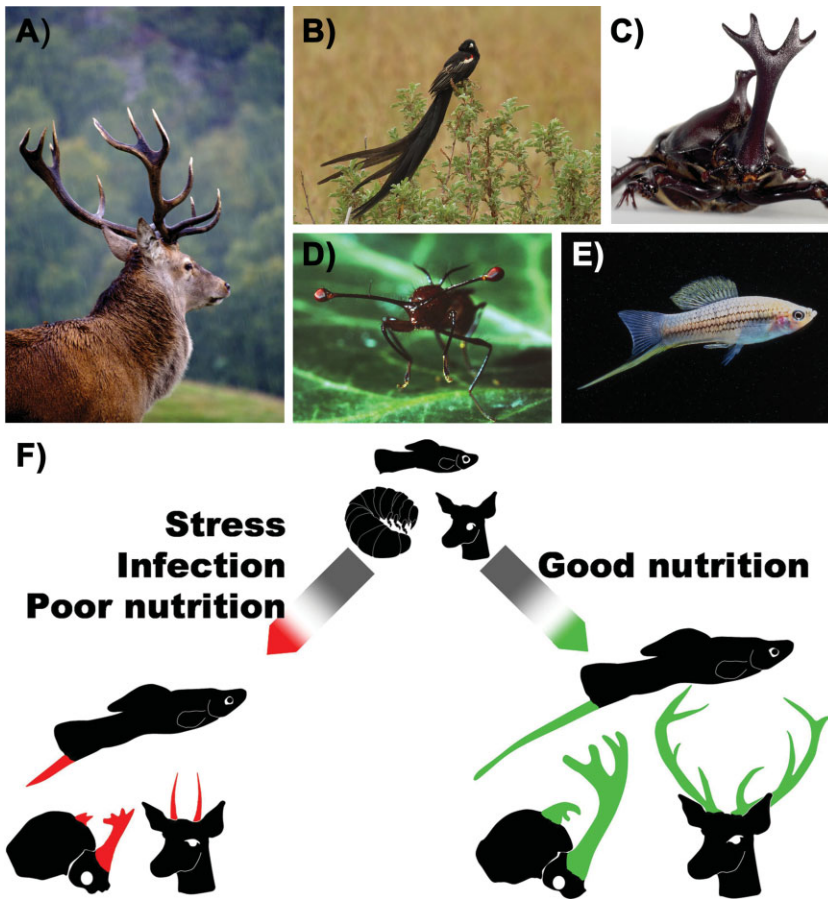 A)
B)
C)
D)
E)
F)
Stress
Infection
Poor nutrition
Good nutrition